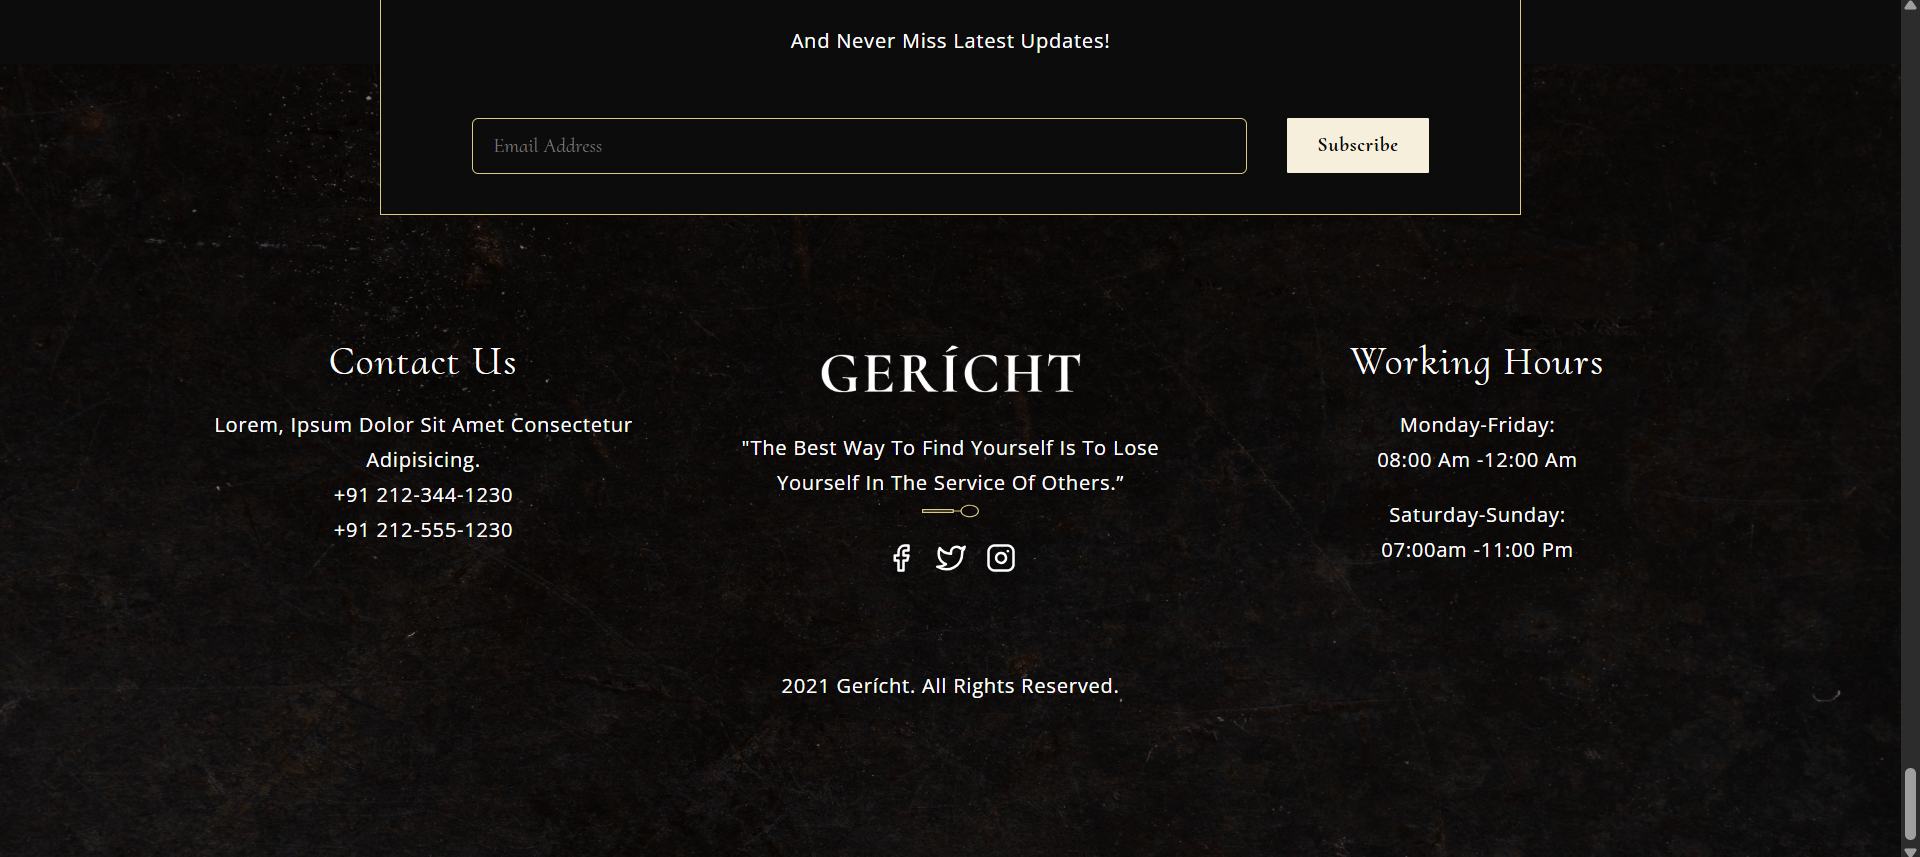 And Never Miss Latest Updates!
Email Address
Subscribe
Contact Us
Lorem, Ipsum Dolor Sit Amet Consectetur
Adipisicing.
+91 212-344-1230
+91 212-555-1230
GERÍCHT
"The Best Way To Find Yourself Is To Lose
Yourself In The Service Of Others.”
Working Hours
Monday-Friday:
08:00 Am -12:00 Am
Saturday-Sunday:
07:00am -11:00 Pm
2021 Gerícht. All Rights Reserved.